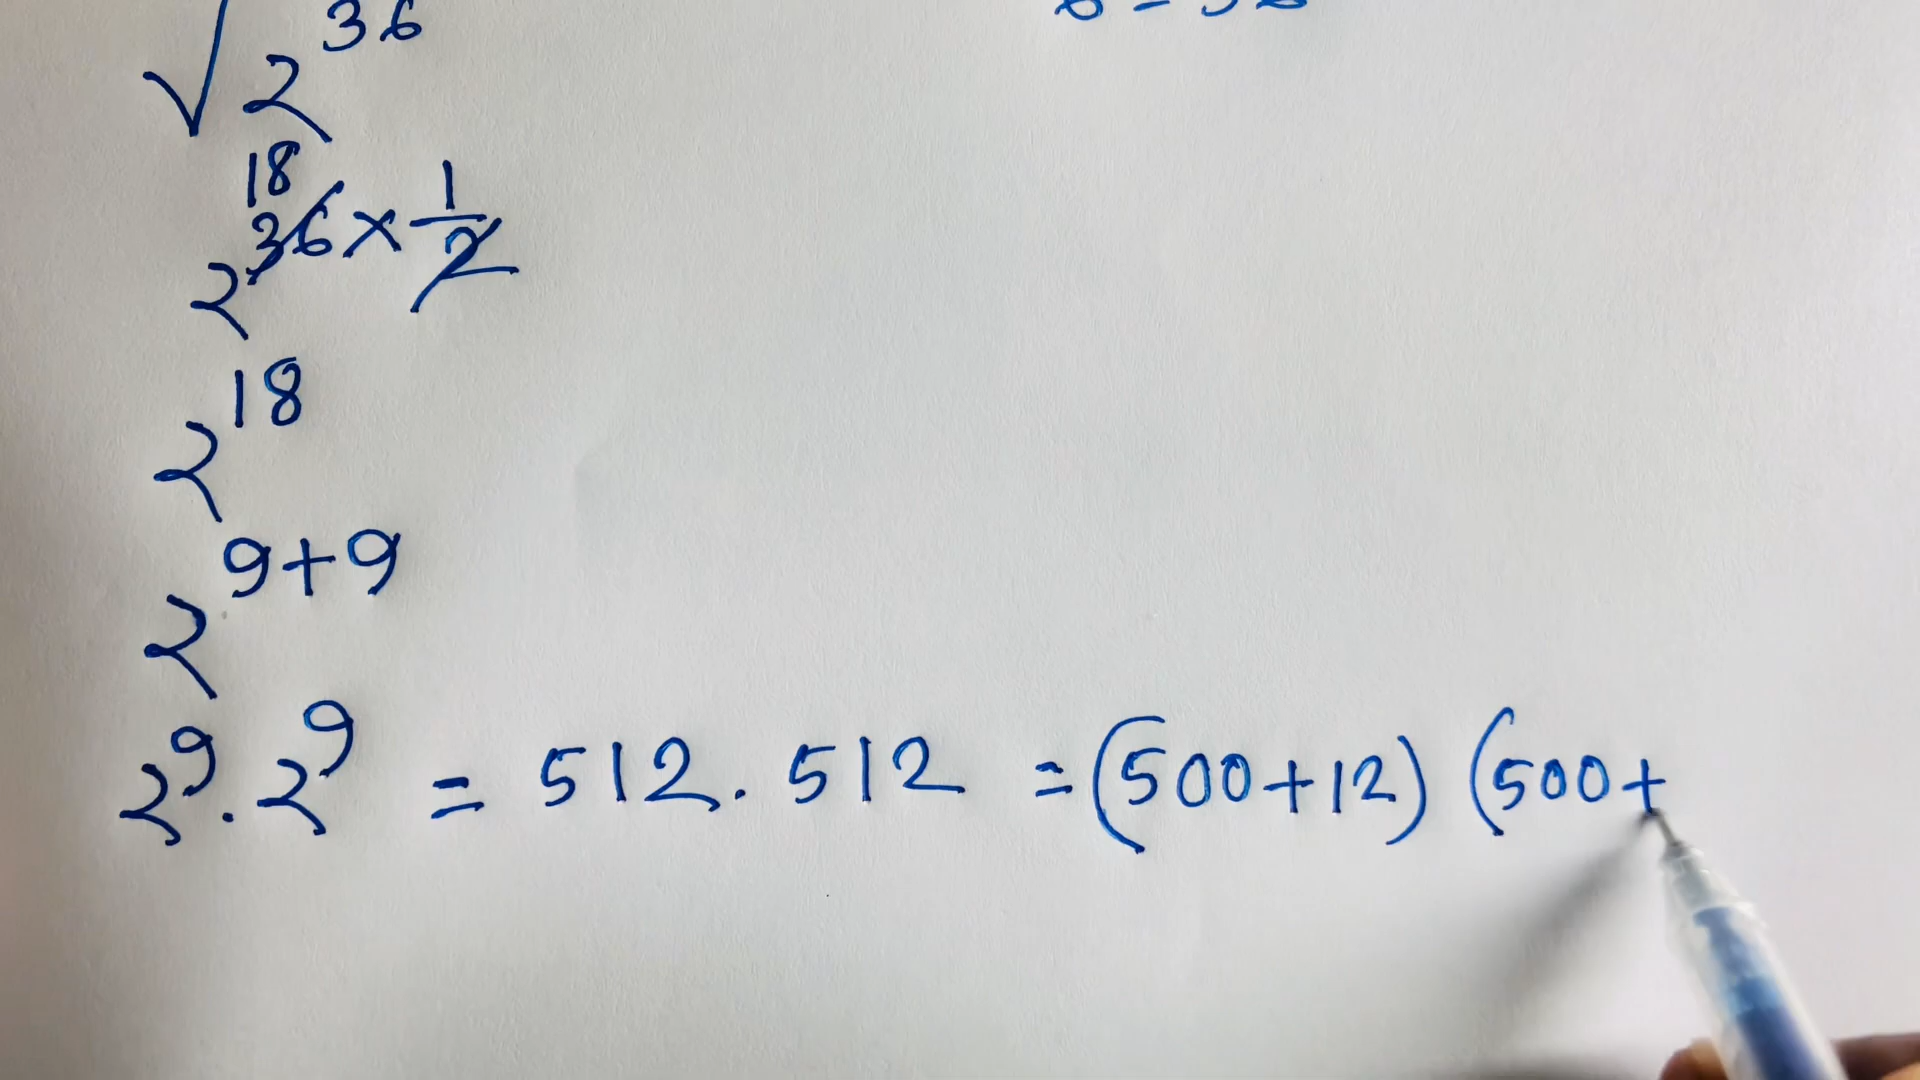 √2^36
2^36×1/2 18
2^18
2^9+9
2^9 . 2^9 = 512 . 512 = (500+12) (500+